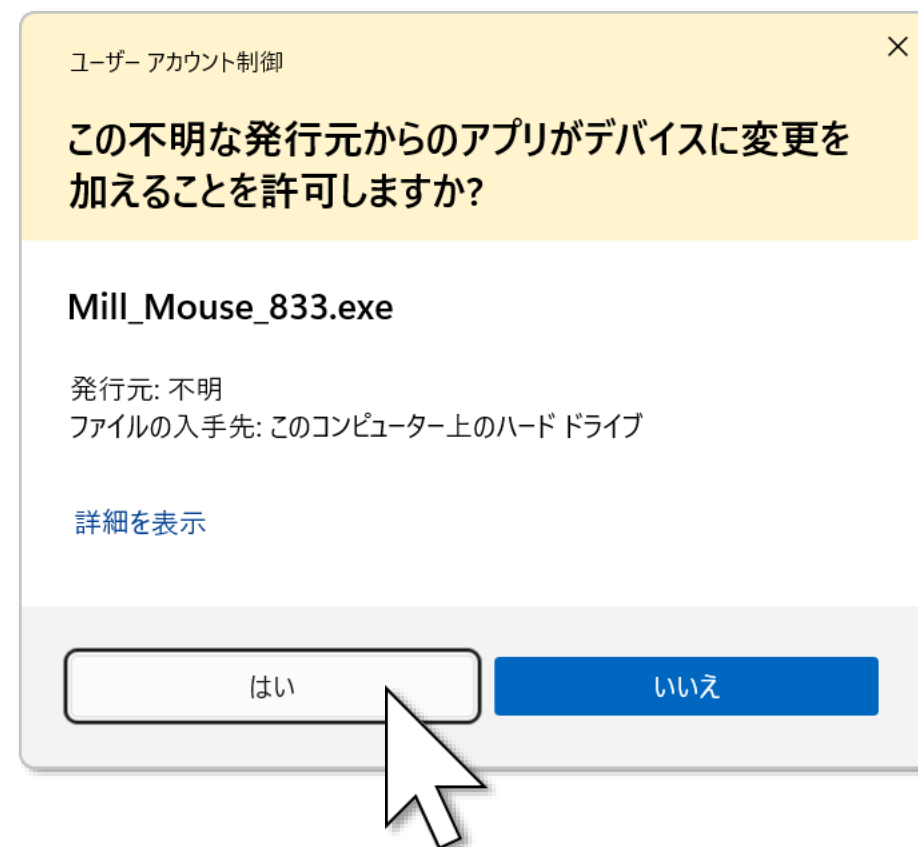 ユーザー アカウント制御
この不明な発行元からのアプリがデバイスに変更を
加えることを許可しますか?
Mill_Mouse_833.exe
発行元: 不明
ファイルの入手先: このコンピューター上のハード ドライブ
詳細を表示
はい
いいえ